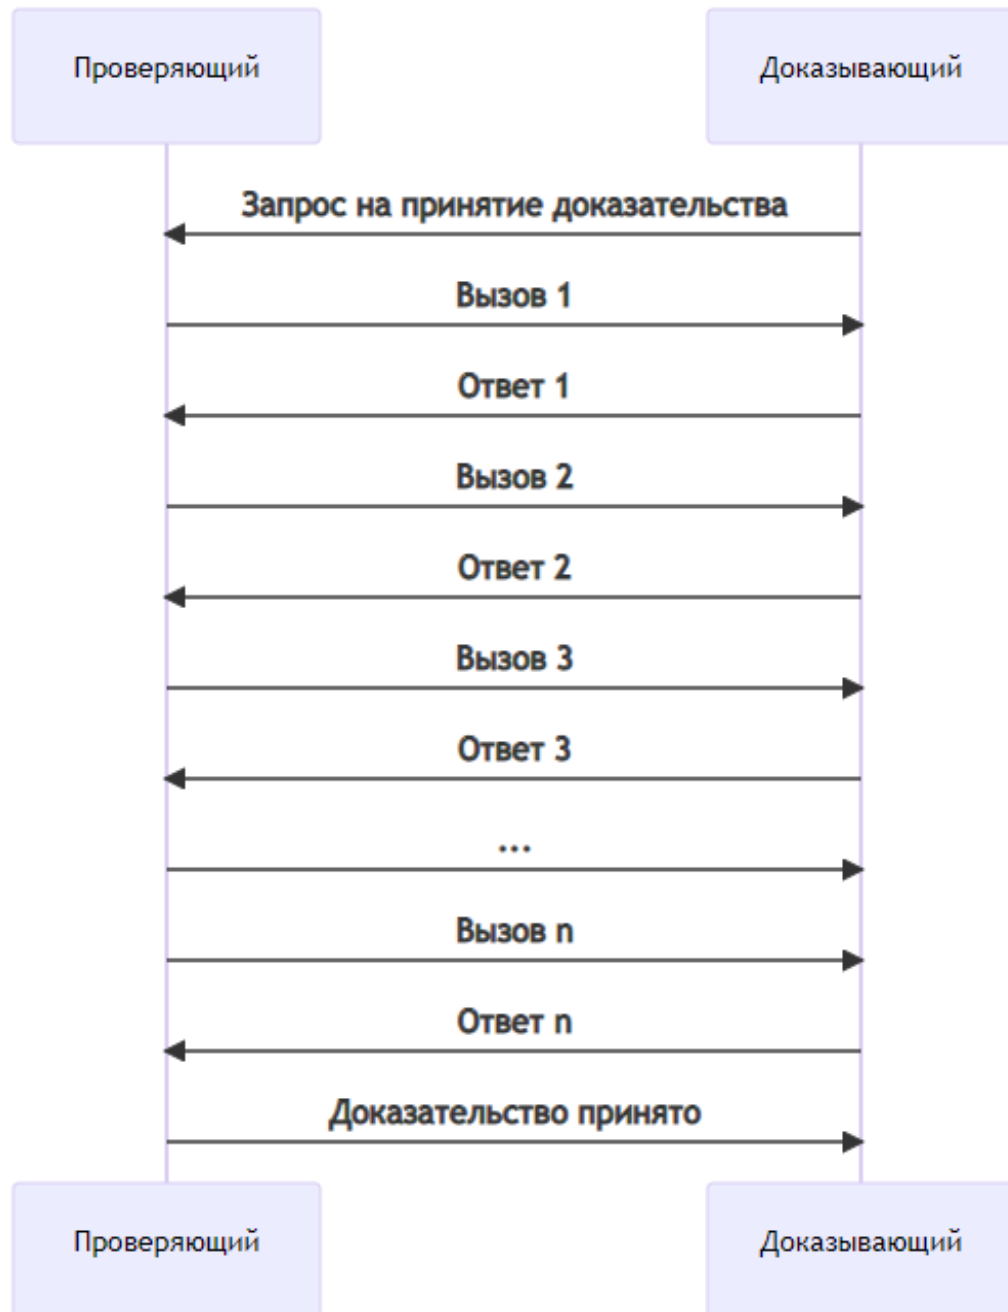 Проверяющий
Доказывающий
Запрос на принятие доказательства
Вызов 1
Ответ 1
Вызов 2
Ответ 2
Вызов 3
Ответ 3
...
Вызов n
Ответ n
Доказательство принято
Проверяющий
Доказывающий